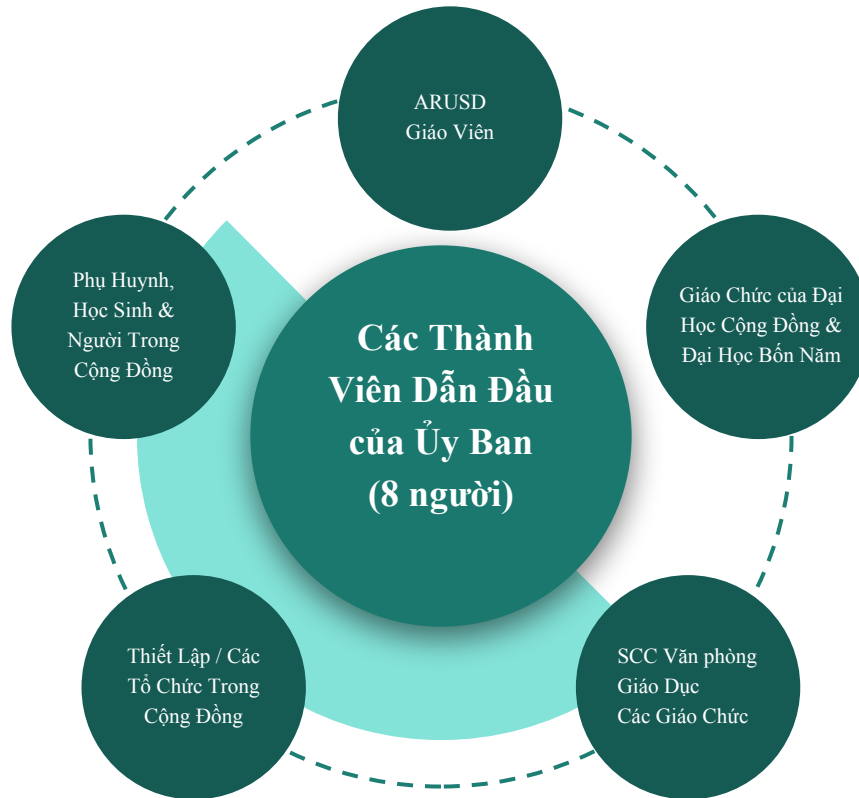 ARUSD
Giáo Viên
Phụ Huynh,
Học Sinh &
Người Trong
Cộng Đồng
Giáo Chức của Đại
Học Cộng Đồng &
Đại Học Bốn Năm
Các Thành
Viên Dẫn Đầu
của Ủy Ban
(8 người)
Thiết Lập / Các
Tổ Chức Trong
Cộng Đồng
SCC Văn phòng
Giáo Dục
Các Giáo Chức